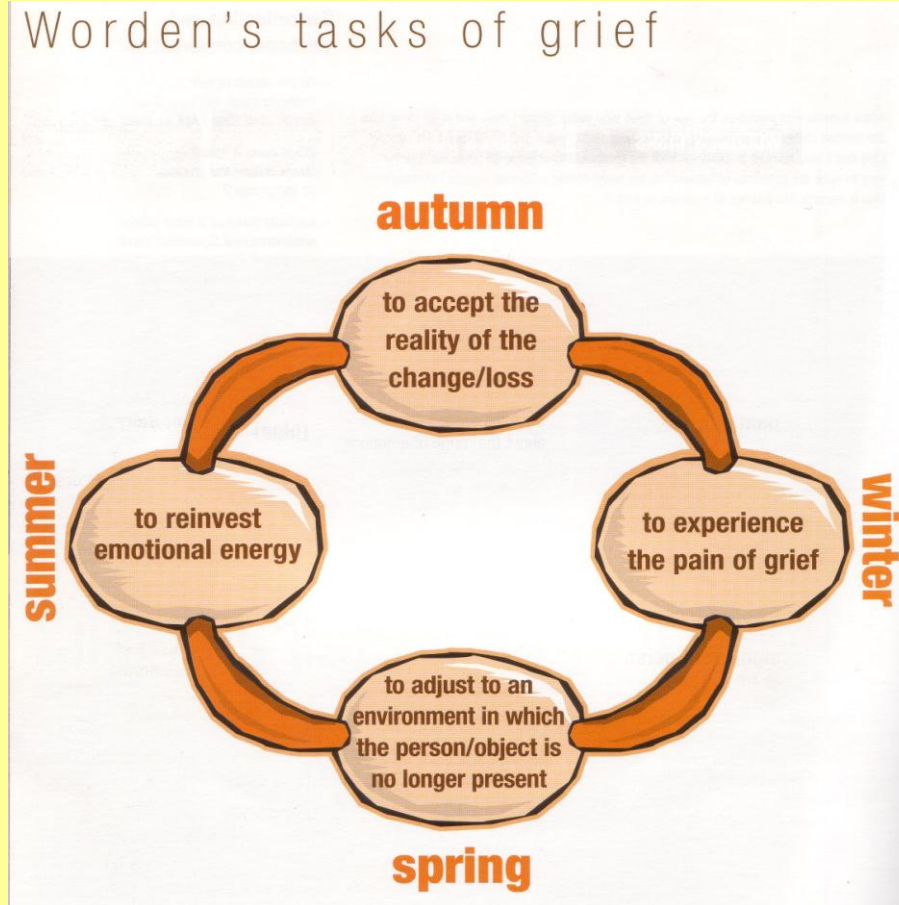 Worden's tasks of grief
autumn
to accept the
reality of the
change/loss
summer
to reinvest
emotional energy
to experience
the pain of grief
winter
to adjust to an
environment in which
the person/object is
no longer present
spring